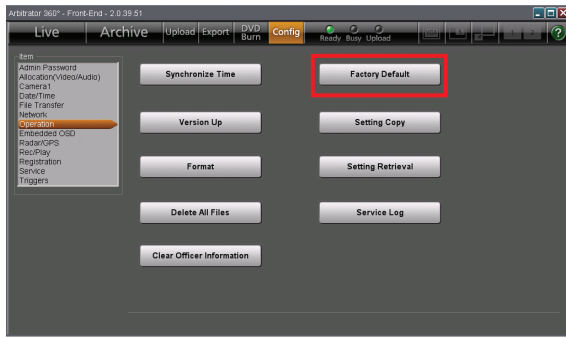 Arbitrator 360° - Front-End - 2.0.39.51
Live Archive Upload Export DVD Burn Config Ready Busy Upload
Item
Admin Password
Allocation(Video/Audio)
Camera1
Date/Time
File Transfer
Network
Operation
Embedded OSD
Radar/GPS
Rec/Play
Registration
Service
Triggers
Synchronize Time Factory Default
Version Up Setting Copy
Format Setting Retrieval
Delete All Files Service Log
Clear Officer Information